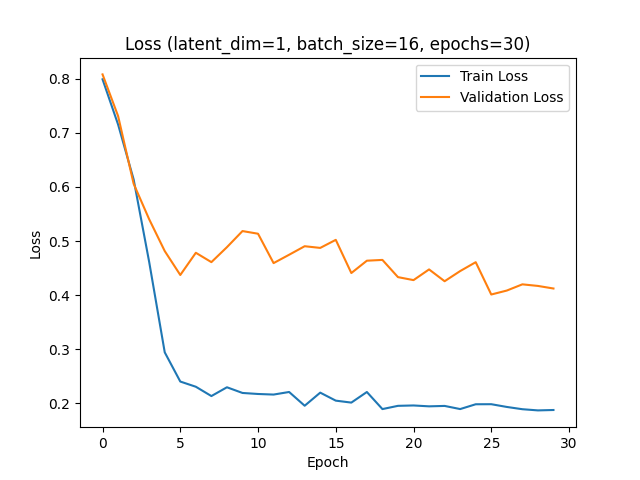 Loss (latent_dim=1, batch_size=16, epochs=30)
Train Loss
Validation Loss
Loss
0.8
0.7
0.6
0.5
0.4
0.3
0.2
0
5
10
15
20
25
30
Epoch